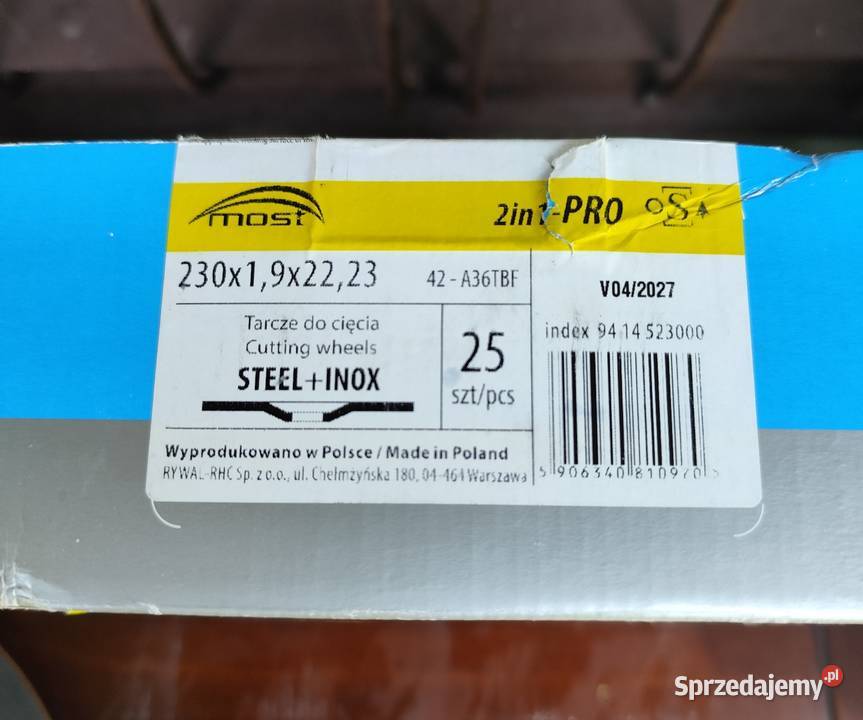 most
2in1-PRO oSA
230x1,9x22,23
42 - A36TBF
V04/2027
Tarcze do cięcia
Cutting wheels
STEEL+INOX
25
szt/pcs
index 94 14 523000
Wyprodukowano w Polsce / Made in Poland
RYWAL-RHC Sp. z o.o., ul. Chełmżyńska 180, 04-464 Warszawa
5 906340 810970
Sprzedajemy.pl